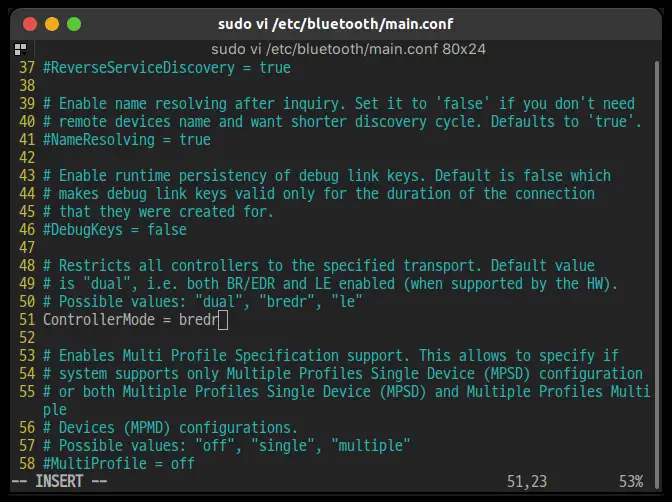 sudo vi /etc/bluetooth/main.conf
sudo vi /etc/bluetooth/main.conf 80x24
37 #ReverseServiceDiscovery = true
38
39 # Enable name resolving after inquiry. Set it to 'false' if you don't need
40 # remote devices name and want shorter discovery cycle. Defaults to 'true'.
41 #NameResolving = true
42
43 # Enable runtime persistency of debug link keys. Default is false which
44 # makes debug link keys valid only for the duration of the connection
45 # that they were created for.
46 #DebugKeys = false
47
48 # Restricts all controllers to the specified transport. Default value
49 # is "dual", i.e. both BR/EDR and LE enabled (when supported by the HW).
50 # Possible values: "dual", "bredr", "le"
51 ControllerMode = bredr
52
53 # Enables Multi Profile Specification support. This allows to specify if
54 # system supports only Multiple Profiles Single Device (MPSD) configuration
55 # or both Multiple Profiles Single Device (MPSD) and Multiple Profiles Multi
ple
56 # Devices (MPMD) configurations.
57 # Possible values: "off", "single", "multiple"
58 #MultiProfile = off
-- INSERT -- 51,23 53%